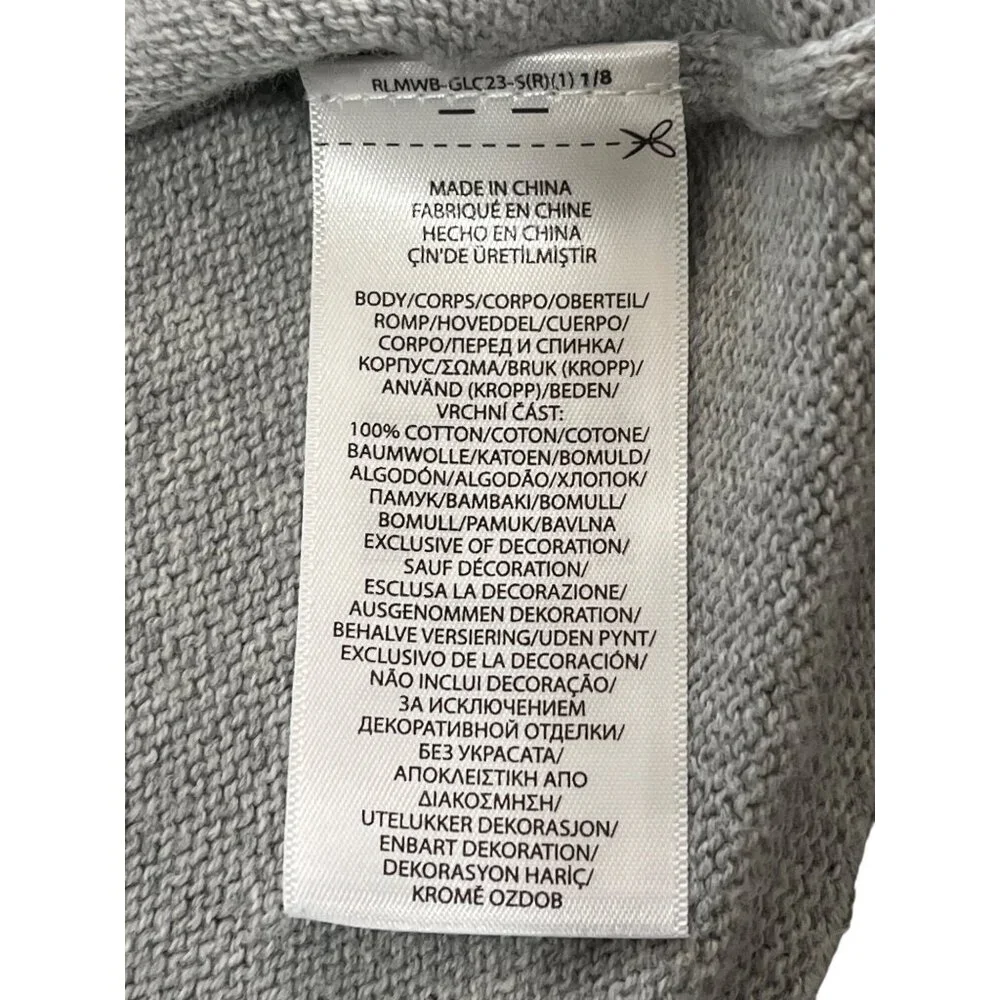 RLMWB-GLC23-S(R)(1) 1/8
MADE IN CHINA
FABRIQUÉ EN CHINE
HECHO EN CHINA
ÇİN'DE ÜRETİLMİŞTİR
BODY/CORPS/CORPO/OBERTEIL/
ROMP/HOVEDDEL/CUERPO/
CORPO/ПЕРЕД И СПИНКА/
КОРПУС/ΣΩΜΑ/BRUK (KROPP)/
ANVÄND (KROPP)/BEDEN/
VRCHNÍ ČÁST:
100% COTTON/COTON/COTONE/
BAUMWOLLE/KATOEN/BOMULD/
ALGODÓN/ALGODÃO/ХЛОПОК/
ПАМУК/ΒΑΜΒΑΚΙ/BOMULL/
BOMULL/PAMUK/BAVLNA
EXCLUSIVE OF DECORATION/
SAUF DÉCORATION/
ESCLUSA LA DECORAZIONE/
AUSGENOMMEN DEKORATION/
BEHALVE VERSIERING/UDEN PYNT/
EXCLUSIVO DE LA DECORACIÓN/
NÃO INCLUI DECORAÇÃO/
ЗА ИСКЛЮЧЕНИЕМ
ДЕКОРАТИВНОЙ ОТДЕЛКИ/
БЕЗ УКРАСАТА/
ΑΠΟΚΛΕΙΣΤΙΚΗ ΑΠΟ
ΔΙΑΚΟΣΜΗΣΗ/
UTELUKKER DEKORASJON/
ENBART DEKORATION/
DEKORASYON HARİÇ/
KROMĚ OZDOB